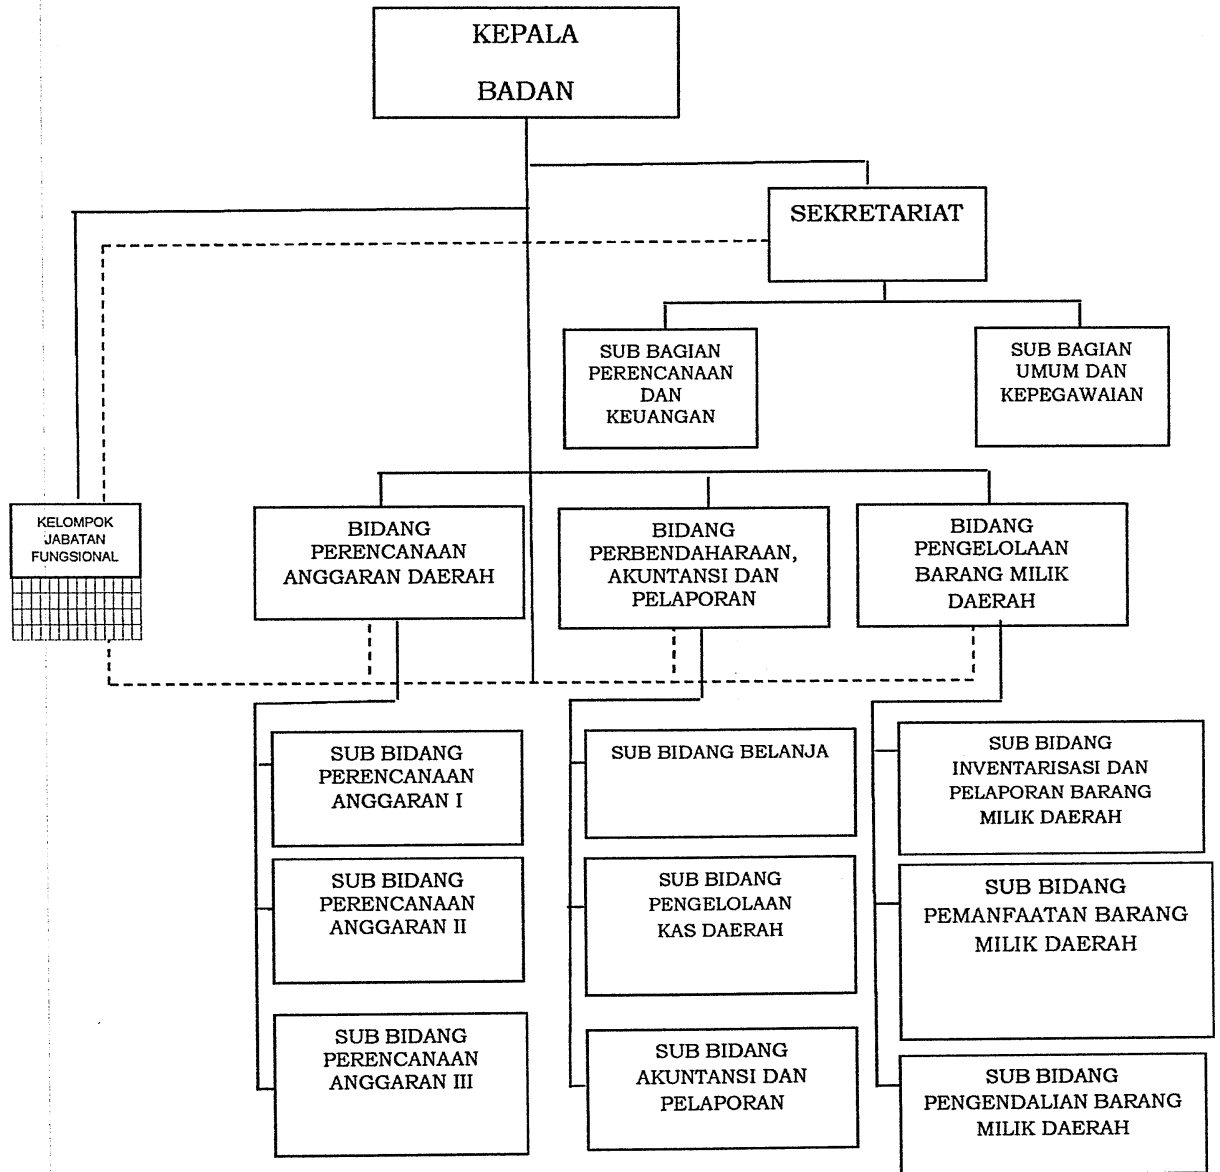 KEPALA
BADAN
SEKRETARIAT
SUB BAGIAN
PERENCANAAN
DAN
KEUANGAN
SUB BAGIAN
UMUM DAN
KEPEGAWAIAN
KELOMPOK
JABATAN
FUNGSIONAL
BIDANG
PERENCANAAN
ANGGARAN DAERAH
BIDANG
PERBENDAHARAAN,
AKUNTANSI DAN
PELAPORAN
BIDANG
PENGELOLAAN
BARANG MILIK
DAERAH
SUB BIDANG
PERENCANAAN
ANGGARAN I
SUB BIDANG
PERENCANAAN
ANGGARAN II
SUB BIDANG
PERENCANAAN
ANGGARAN III
SUB BIDANG BELANJA
SUB BIDANG
PENGELOLAAN
KAS DAERAH
SUB BIDANG
AKUNTANSI DAN
PELAPORAN
SUB BIDANG
INVENTARISASI DAN
PELAPORAN BARANG
MILIK DAERAH
SUB BIDANG
PEMANFAATAN BARANG
MILIK DAERAH
SUB BIDANG
PENGENDALIAN BARANG
MILIK DAERAH